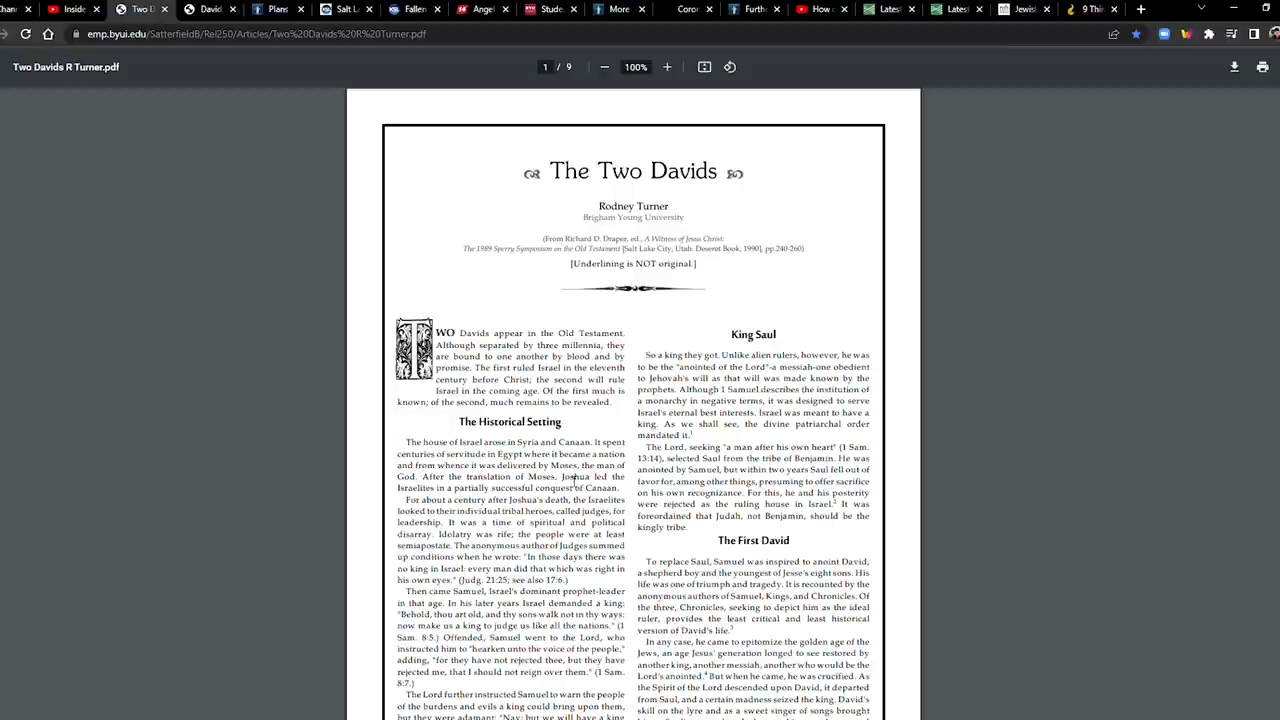 Inside
Two D
David
Plans
Salt L
Fallen
Angel
Stude
More
Coron
Furth
How c
Latest
Latest
Jewish
9 Thin
emp.byui.edu/SatterfieldB/Rel250/Articles/Two%20Davids%20R%20Turner.pdf
Two Davids R Turner.pdf
1 / 9
100%
The Two Davids
Rodney Turner
Brigham Young University
(From Richard D. Draper, ed., A Witness of Jesus Christ:
The 1989 Sperry Symposium on the Old Testament [Salt Lake City, Utah: Deseret Book, 1990], pp.240-260)
[Underlining is NOT original.]
TWO Davids appear in the Old Testament.
Although separated by three millennia, they
are bound to one another by blood and by
promise. The first ruled Israel in the eleventh
century before Christ; the second will rule
Israel in the coming age. Of the first much is
known; of the second, much remains to be revealed.
The Historical Setting
The house of Israel arose in Syria and Canaan. It spent
centuries of servitude in Egypt where it became a nation
and from whence it was delivered by Moses, the man of
God. After the translation of Moses, Joshua led the
Israelites in a partially successful conquest of Canaan.
For about a century after Joshua's death, the Israelites
looked to their individual tribal heroes, called judges, for
leadership. It was a time of spiritual and political
disarray. Idolatry was rife; the people were at least
semiapostate. The anonymous author of Judges summed
up conditions when he wrote: "In those days there was
no king in Israel: every man did that which was right in
his own eyes." (Judg. 21:25; see also 17:6.)
Then came Samuel, Israel's dominant prophet-leader
in that age. In his later years Israel demanded a king:
"Behold, thou art old, and thy sons walk not in thy ways:
now make us a king to judge us like all the nations." (1
Sam. 8:5.) Offended, Samuel went to the Lord, who
instructed him to "hearken unto the voice of the people,"
adding, "for they have not rejected thee, but they have
rejected me, that I should not reign over them." (1 Sam.
8:7.)
The Lord further instructed Samuel to warn the people
of the burdens and evils a king could bring upon them,
but they were adamant: "Nay; but we will have a king
King Saul
So a king they got. Unlike alien rulers, however, he was
to be the "anointed of the Lord"-a messiah-one obedient
to Jehovah's will as that will was made known by the
prophets. Although 1 Samuel describes the institution of
a monarchy in negative terms, it was designed to serve
Israel's eternal best interests. Israel was meant to have a
king. As we shall see, the divine patriarchal order
mandated it.1
The Lord, seeking "a man after his own heart" (1 Sam.
13:14), selected Saul from the tribe of Benjamin. He was
anointed by Samuel, but within two years Saul fell out of
favor for, among other things, presuming to offer sacrifice
on his own recognizance. For this, he and his posterity
were rejected as the ruling house in Israel.2 It was
foreordained that Judah, not Benjamin, should be the
kingly tribe.
The First David
To replace Saul, Samuel was inspired to anoint David,
a shepherd boy and the youngest of Jesse's eight sons. His
life was one of triumph and tragedy. It is recounted by the
anonymous authors of Samuel, Kings, and Chronicles. Of
the three, Chronicles, seeking to depict him as the ideal
ruler, provides the least critical and least historical
version of David's life.3
In any case, he came to epitomize the golden age of the
Jews, an age Jesus' generation longed to see restored by
another king, another messiah, another who would be the
Lord's anointed.4 But when he came, he was crucified. As
the Spirit of the Lord descended upon David, it departed
from Saul, and a certain madness seized the king. David's
skill on the lyre and as a sweet singer of songs brought